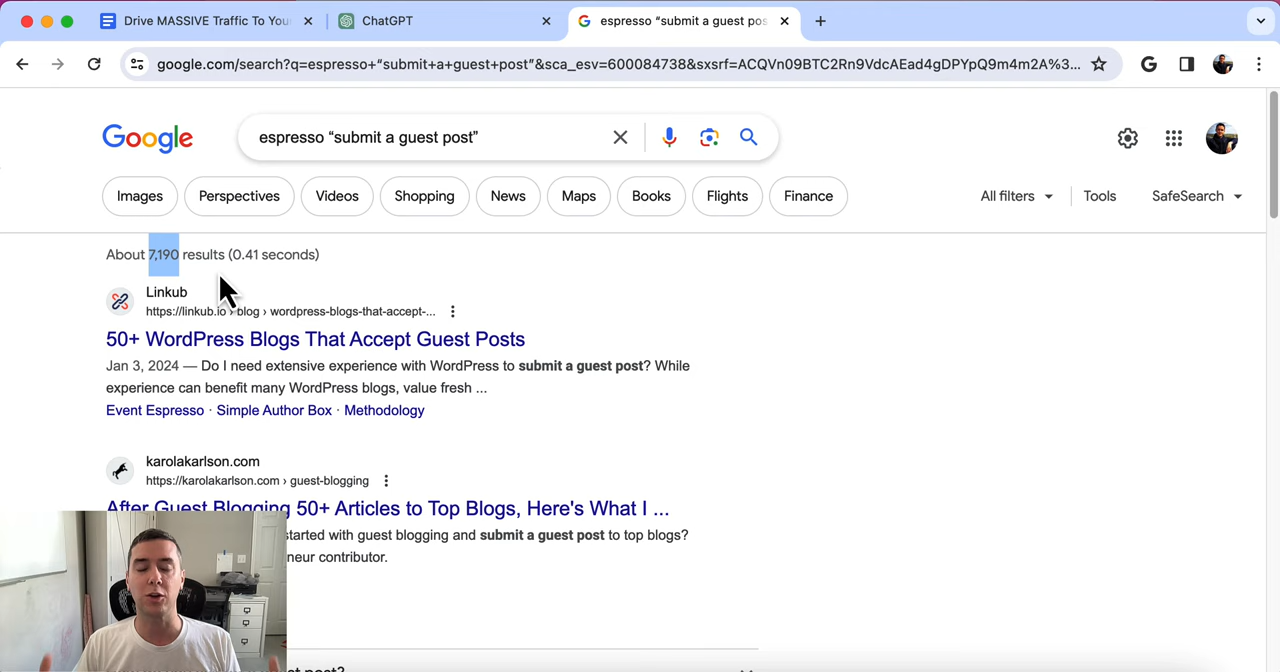 Drive MASSIVE Traffic To You
ChatGPT
espresso “submit a guest pos
google.com/search?q=espresso+“submit+a+guest+post”&sca_esv=600084738&sxsrf=ACQVn09BTC2Rn9VdcAEad4gDPYpQ9m4m2A%3...
Google
espresso “submit a guest post”
Images
Perspectives
Videos
Shopping
News
Maps
Books
Flights
Finance
All filters
Tools
SafeSearch
About 7,190 results (0.41 seconds)
Linkub
https://linkub.io › blog › wordpress-blogs-that-accept-...
50+ WordPress Blogs That Accept Guest Posts
Jan 3, 2024 — Do I need extensive experience with WordPress to submit a guest post? While
experience can benefit many WordPress blogs, value fresh ...
Event Espresso · Simple Author Box · Methodology
karolakarlson.com
https://karolakarlson.com › guest-blogging
After Guest Blogging 50+ Articles to Top Blogs, Here's What I ...
started with guest blogging and submit a guest post to top blogs?
neur contributor.